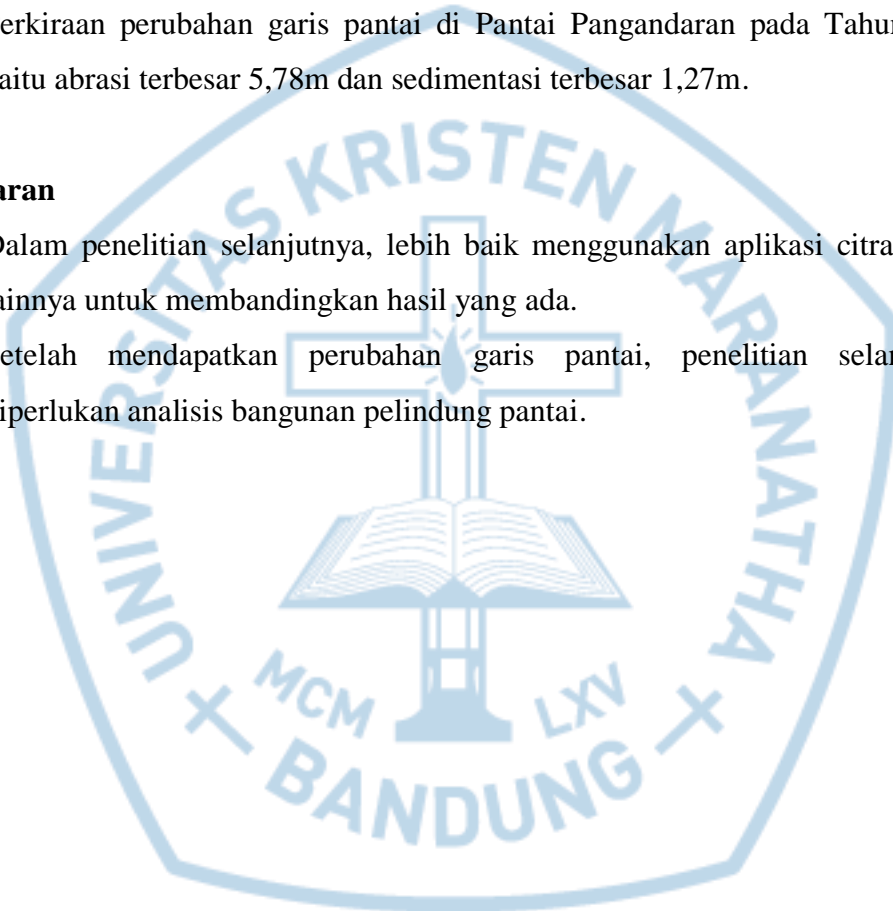 erkiraan perubahan garis pantai di Pantai Pangandaran pada Tahun
aitu abrasi terbesar 5,78m dan sedimentasi terbesar 1,27m.
aran
Dalam penelitian selanjutnya, lebih baik menggunakan aplikasi citra
ainnya untuk membandingkan hasil yang ada.
etelah mendapatkan perubahan garis pantai, penelitian selan
iperlukan analisis bangunan pelindung pantai.
UNIVERSITAS KRISTEN MARANATHA
MCM LXV
BANDUNG